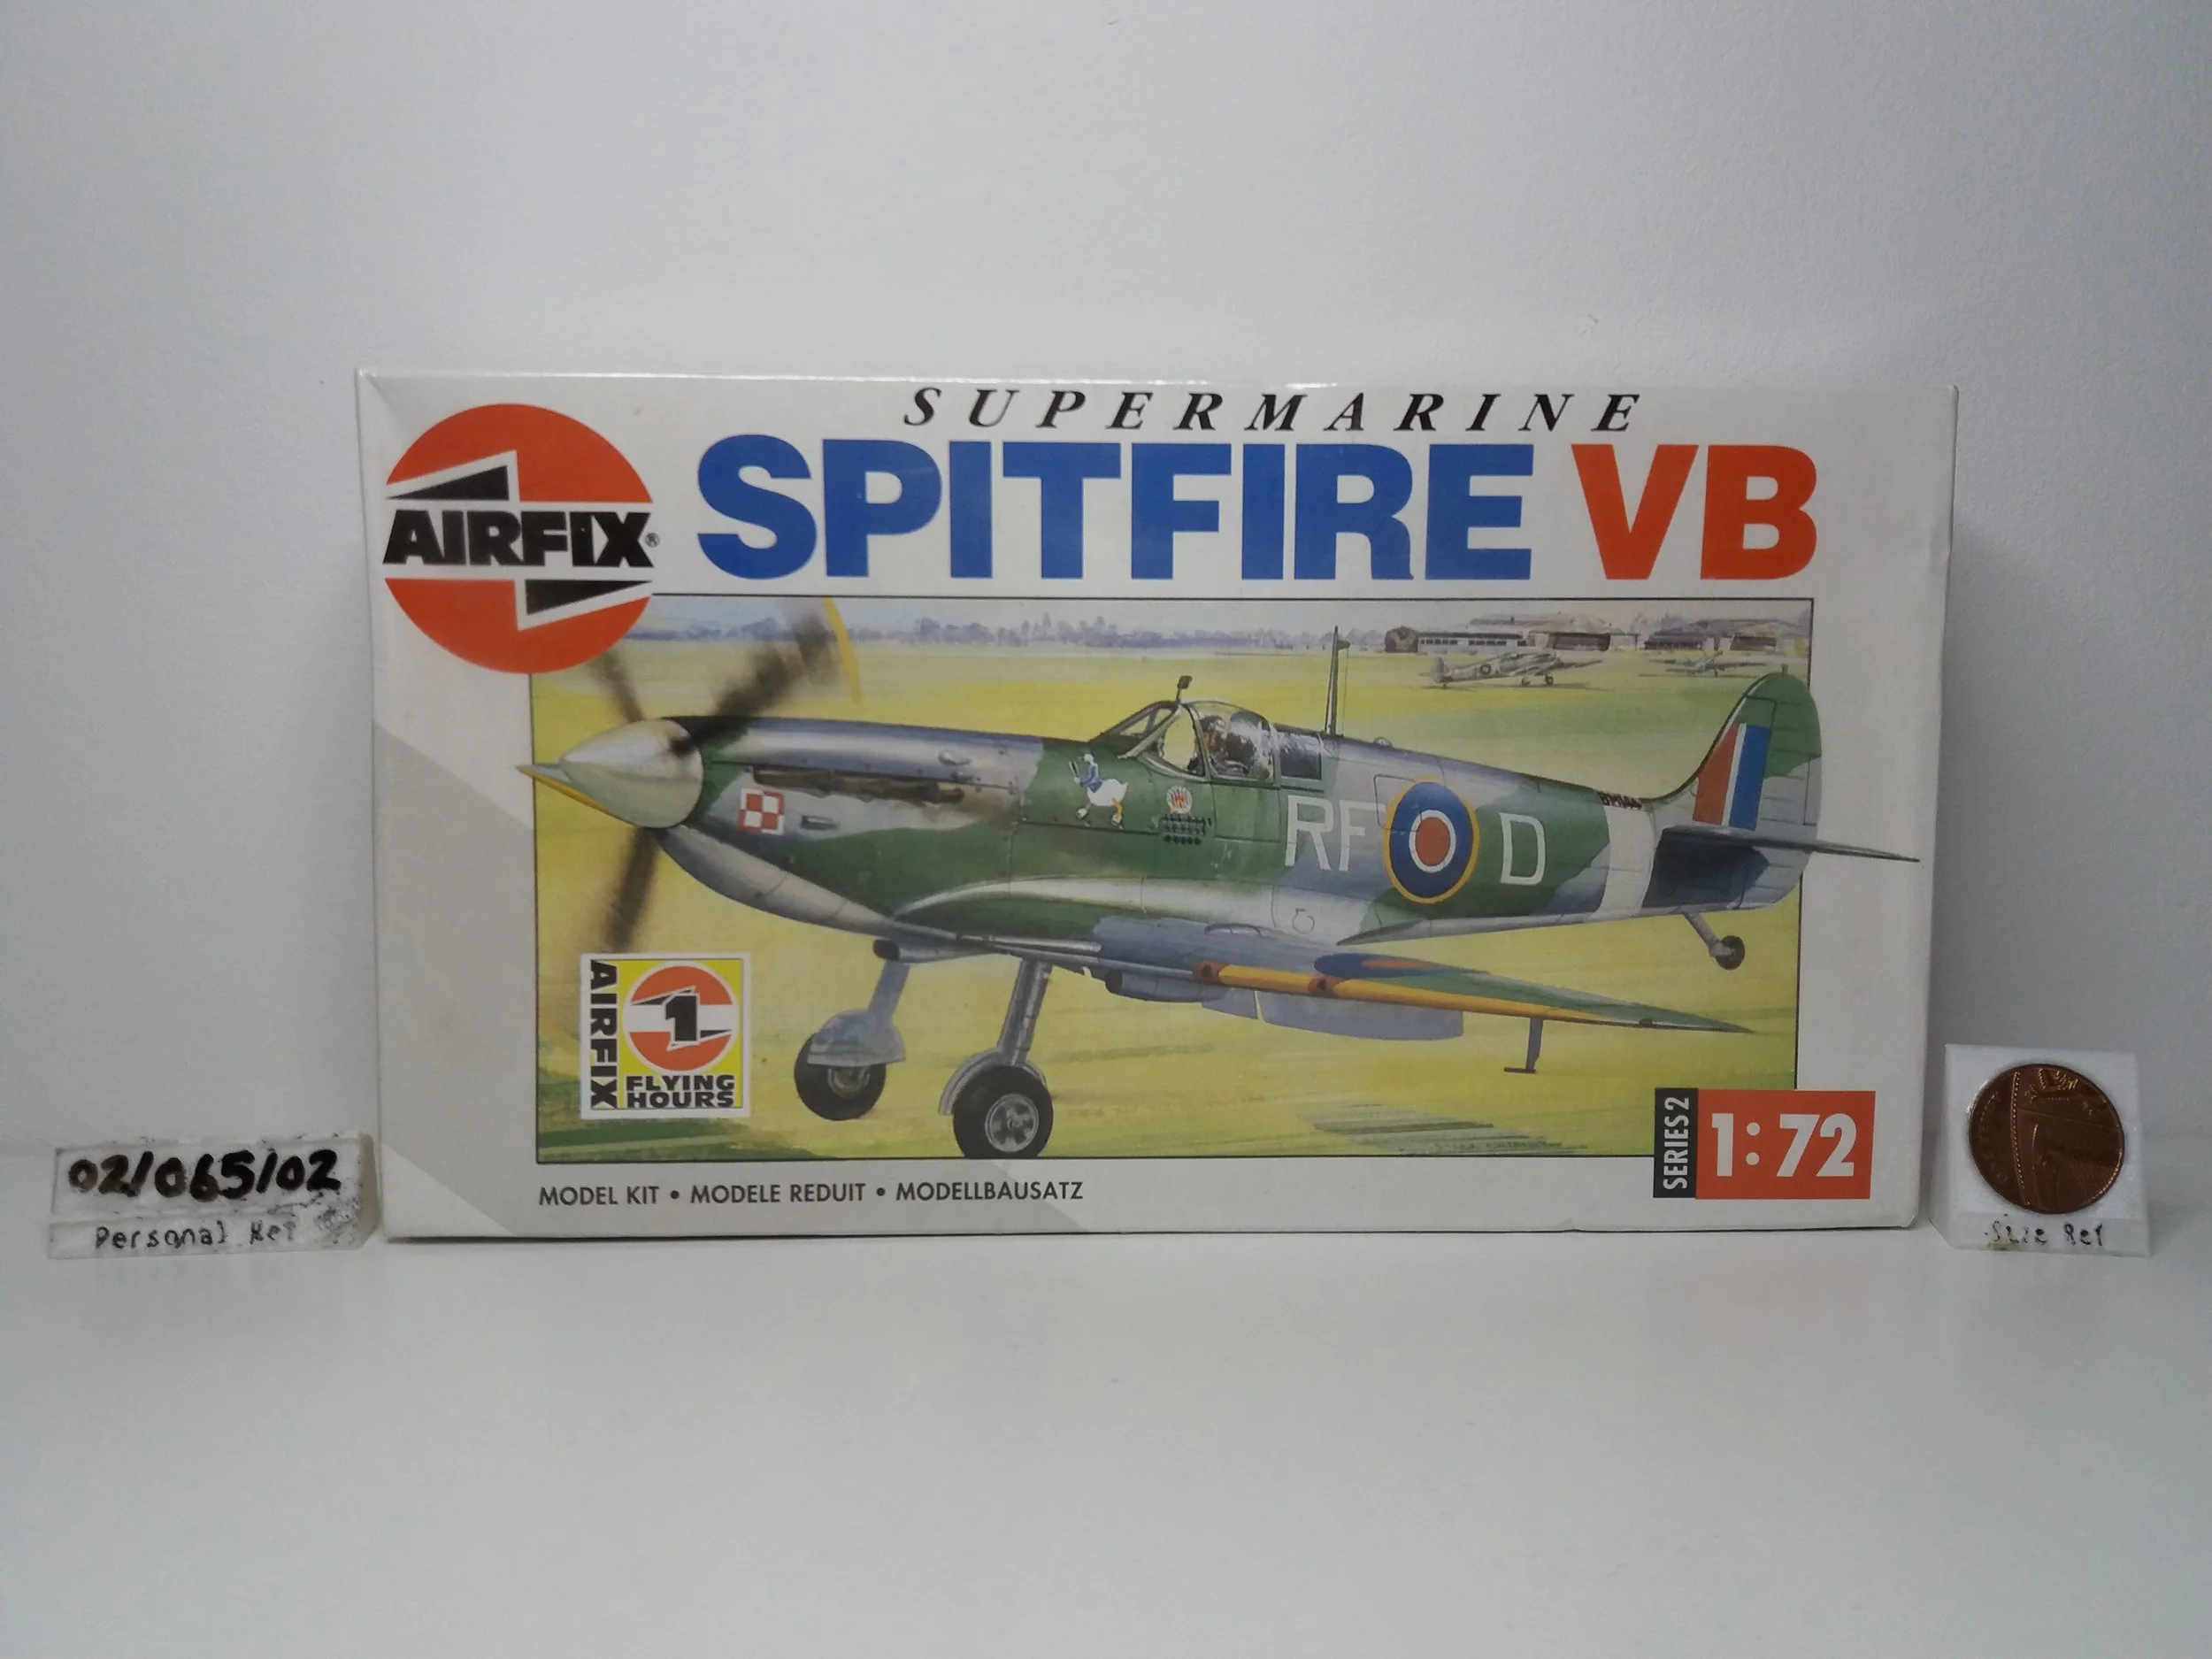 SUPERMARINE
SPITFIRE VB
AIRFIX®
RF D
AIRFIX
1
FLYING
HOURS
SERIES 2
1:72
MODEL KIT • MODELE REDUIT • MODELLBAUSATZ
02/065/02
Personal Ref
Size Ref